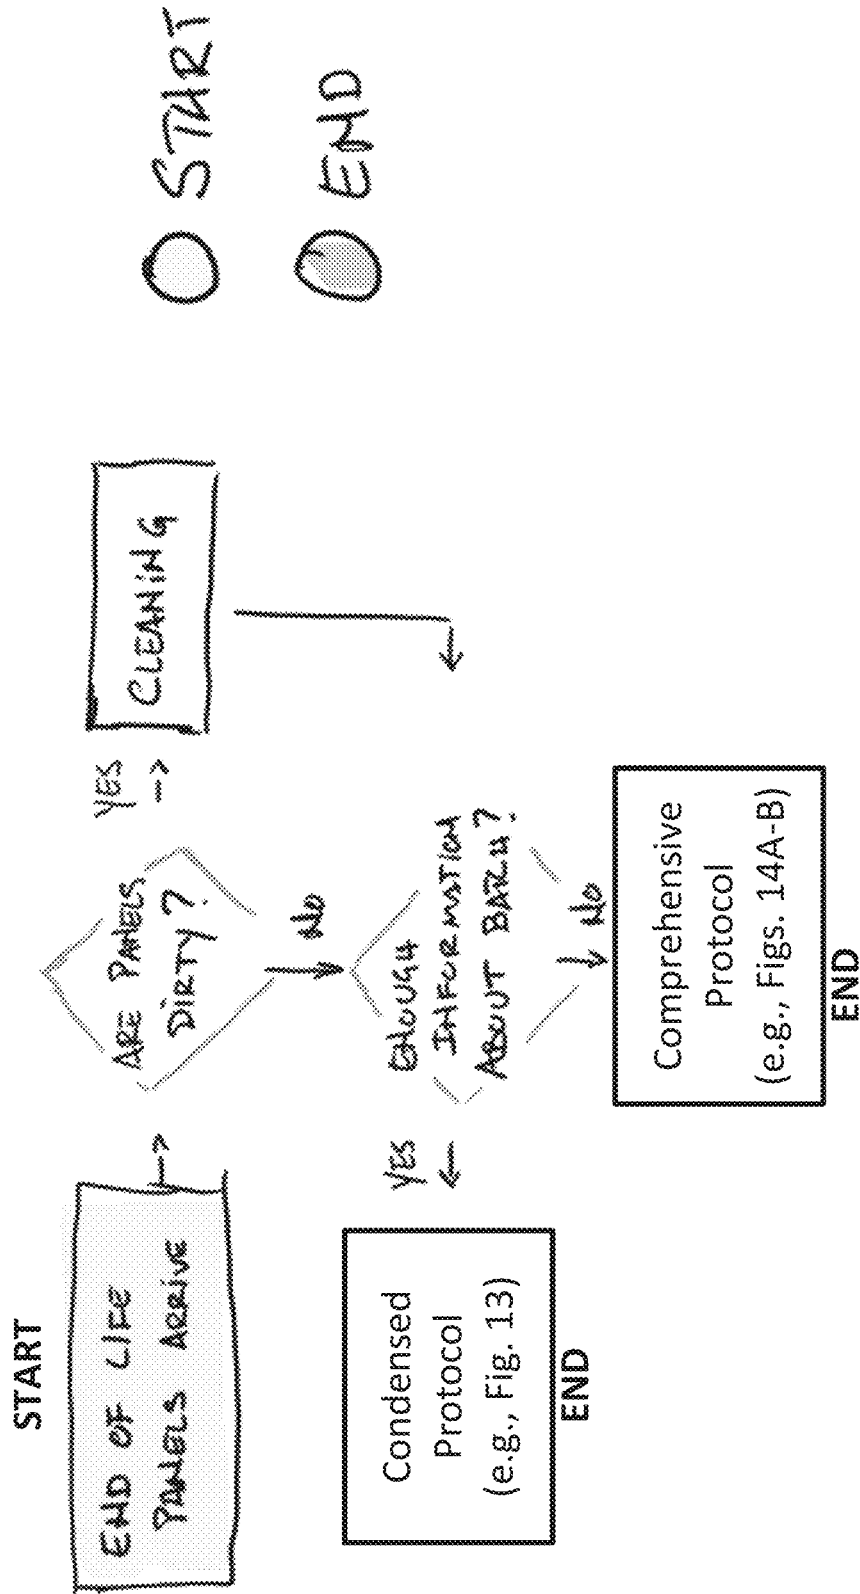 START
END OF LIFE
PANELS ARRIVE
ARE PANELS
DIRTY?
YES
CLEANING
START
END
No
ENOUGH
INFORMATION
ABOUT
YES
No
Condensed
Protocol
(e.g., Fig. 13)
END
Comprehensive
Protocol
(e.g., Figs. 14A-B)
END